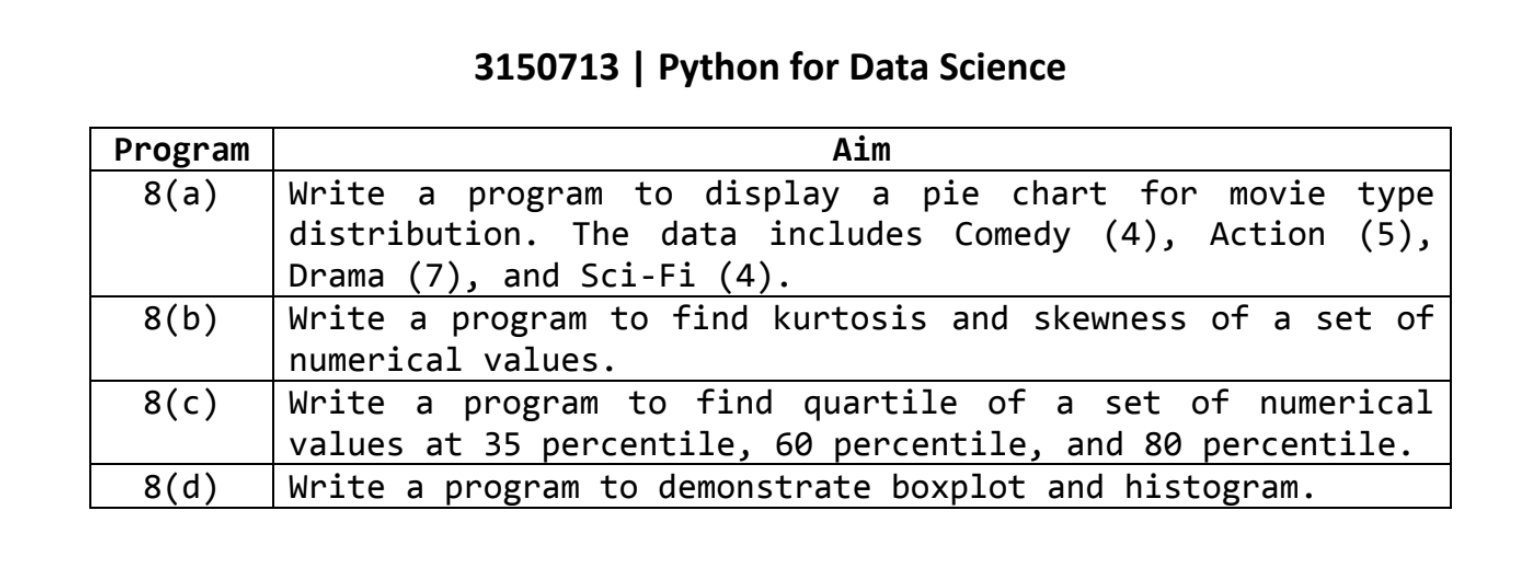 3150713 | Python for Data Science
Program Aim
8(a) Write a program to display a pie chart for movie type
distribution. The data includes Comedy (4), Action (5),
Drama (7), and Sci-Fi (4).
8(b) Write a program to find kurtosis and skewness of a set of
numerical values.
8(c) Write a program to find quartile of a set of numerical
values at 35 percentile, 60 percentile, and 80 percentile.
8(d) Write a program to demonstrate boxplot and histogram.